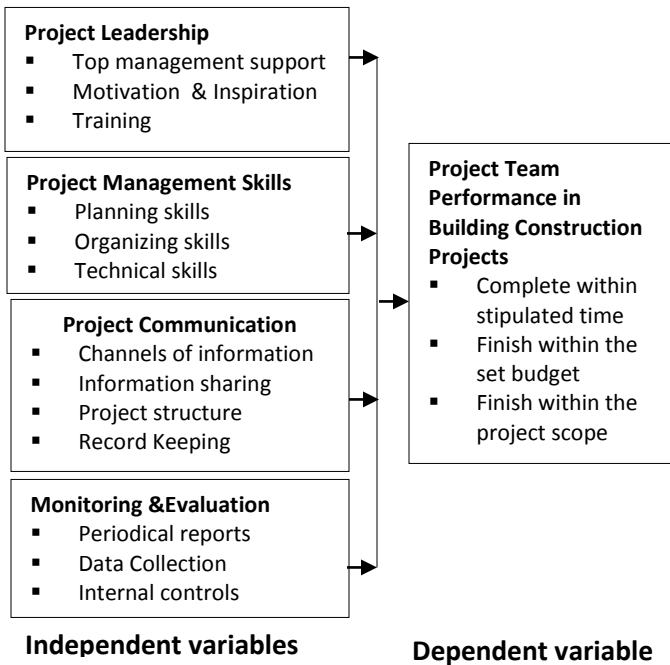 Project Leadership
▪ Top management support
▪ Motivation & Inspiration
▪ Training
Project Management Skills
▪ Planning skills
▪ Organizing skills
▪ Technical skills
Project Communication
▪ Channels of information
▪ Information sharing
▪ Project structure
▪ Record Keeping
Monitoring &Evaluation
▪ Periodical reports
▪ Data Collection
▪ Internal controls
Independent variables
Project Team
Performance in
Building Construction
Projects
▪ Complete within
stipulated time
▪ Finish within the
set budget
▪ Finish within the
project scope
Dependent variable